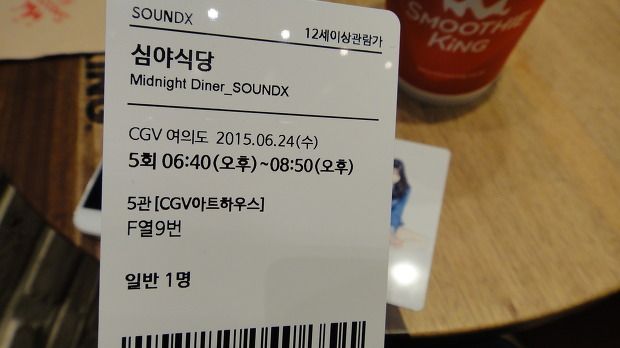 SOUNDX
12세이상관람가
심야식당
Midnight Diner_SOUNDX
CGV 여의도 2015.06.24(수)
5회 06:40(오후)~08:50(오후)
5관 [CGV아트하우스]
F열9번
일반 1명
SMOOTHIE
KiNG